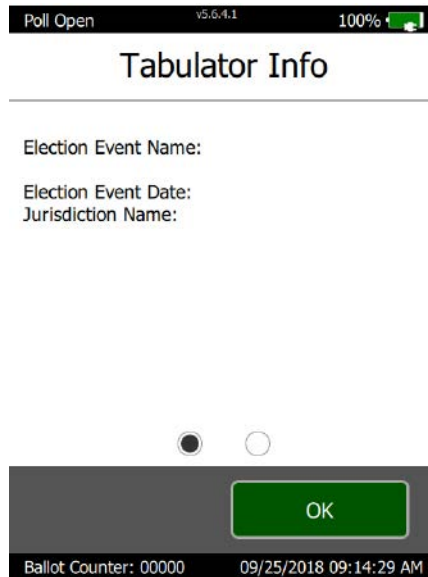 Poll Open v5.6.4.1 100%
Tabulator Info
Election Event Name:
Election Event Date:
Jurisdiction Name:
OK
Ballot Counter: 00000 09/25/2018 09:14:29 AM